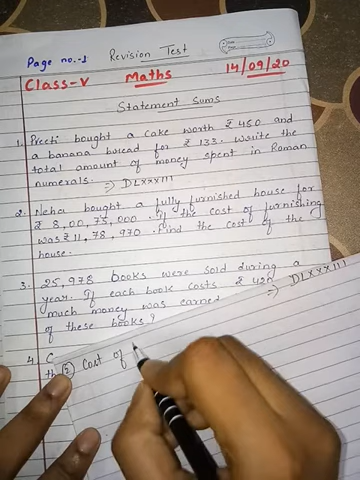 Page no.-1 Revision Test
Class-V Maths 14/09/20
Statement Sums
1. Preeti bought a cake worth ₹ 450 and
a banana bread for ₹ 133. Write the
total amount of money spent in Roman
numerals. => DLXXXIII
2. Neha bought a fully furnished house for
₹ 8,00,75,000. If the cost of furnishing
was ₹ 11,78,970. Find the cost of the
house.
3. 25,978 books were sold during a
year. If each book costs ₹ 420
much money was earned
of these books?
=> DLXXXIII
4. C
th
② Cost of